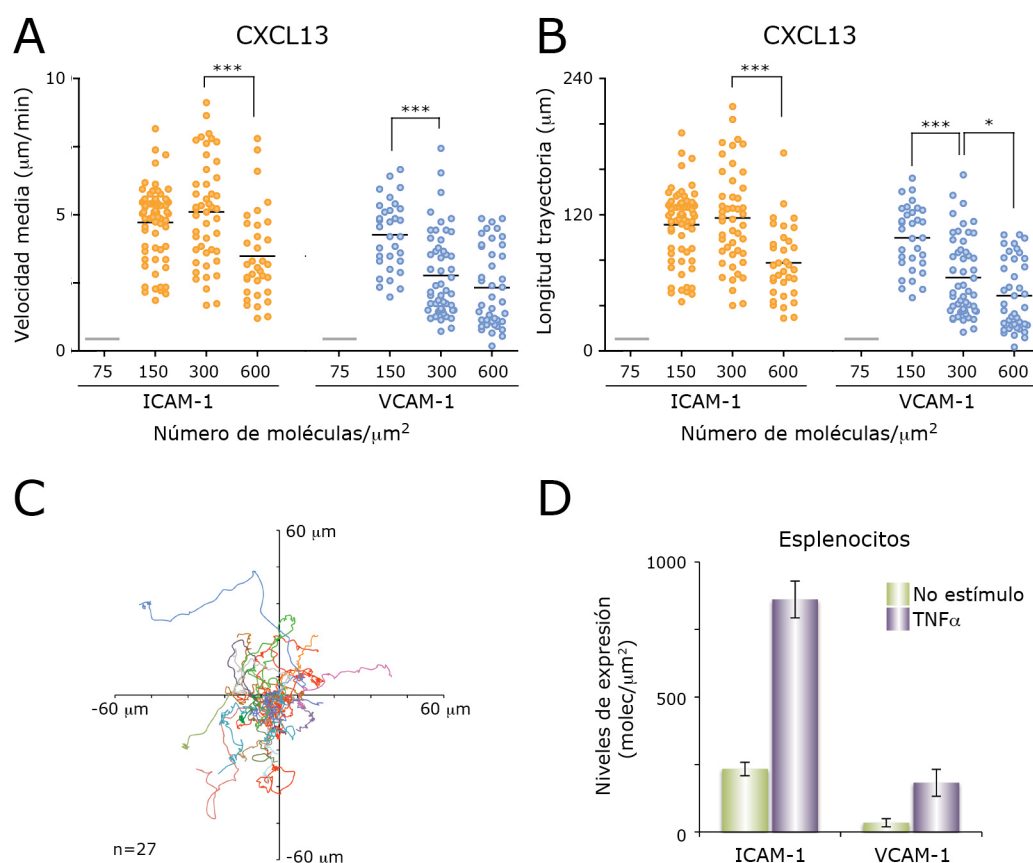 A
CXCL13
Velocidad media (μm/min)
10
5
0
***
***
75 150 300 600 75 150 300 600
ICAM-1 VCAM-1
Número de moléculas/μm²
B
CXCL13
Longitud trayectoria (μm)
240
120
0
***
***
*
75 150 300 600 75 150 300 600
ICAM-1 VCAM-1
Número de moléculas/μm²
C
60 μm
-60 μm
60 μm
-60 μm
n=27
D
Esplenocitos
Niveles de expresión
(molec/μm²)
1000
500
250
0
No estímulo
TNFα
ICAM-1 VCAM-1